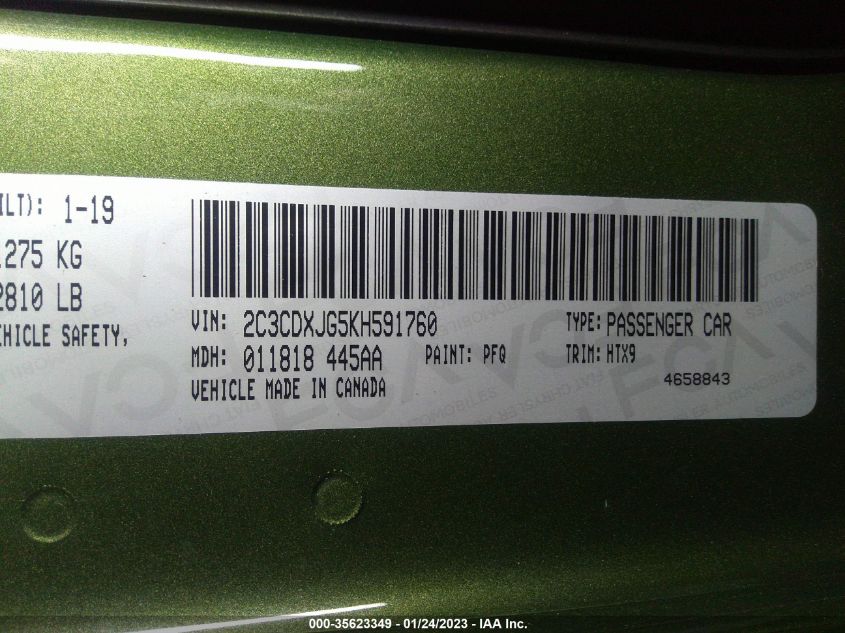 ILT): 1-19
1275 KG
2810 LB
EHICLE SAFETY,
VIN: 2C3CDXJG5KH591760 TYPE: PASSENGER CAR
MDH: 011818 445AA PAINT: PFQ TRIM: HTX9
VEHICLE MADE IN CANADA 4658843
000-35623349 - 01/24/2023 - IAA Inc.